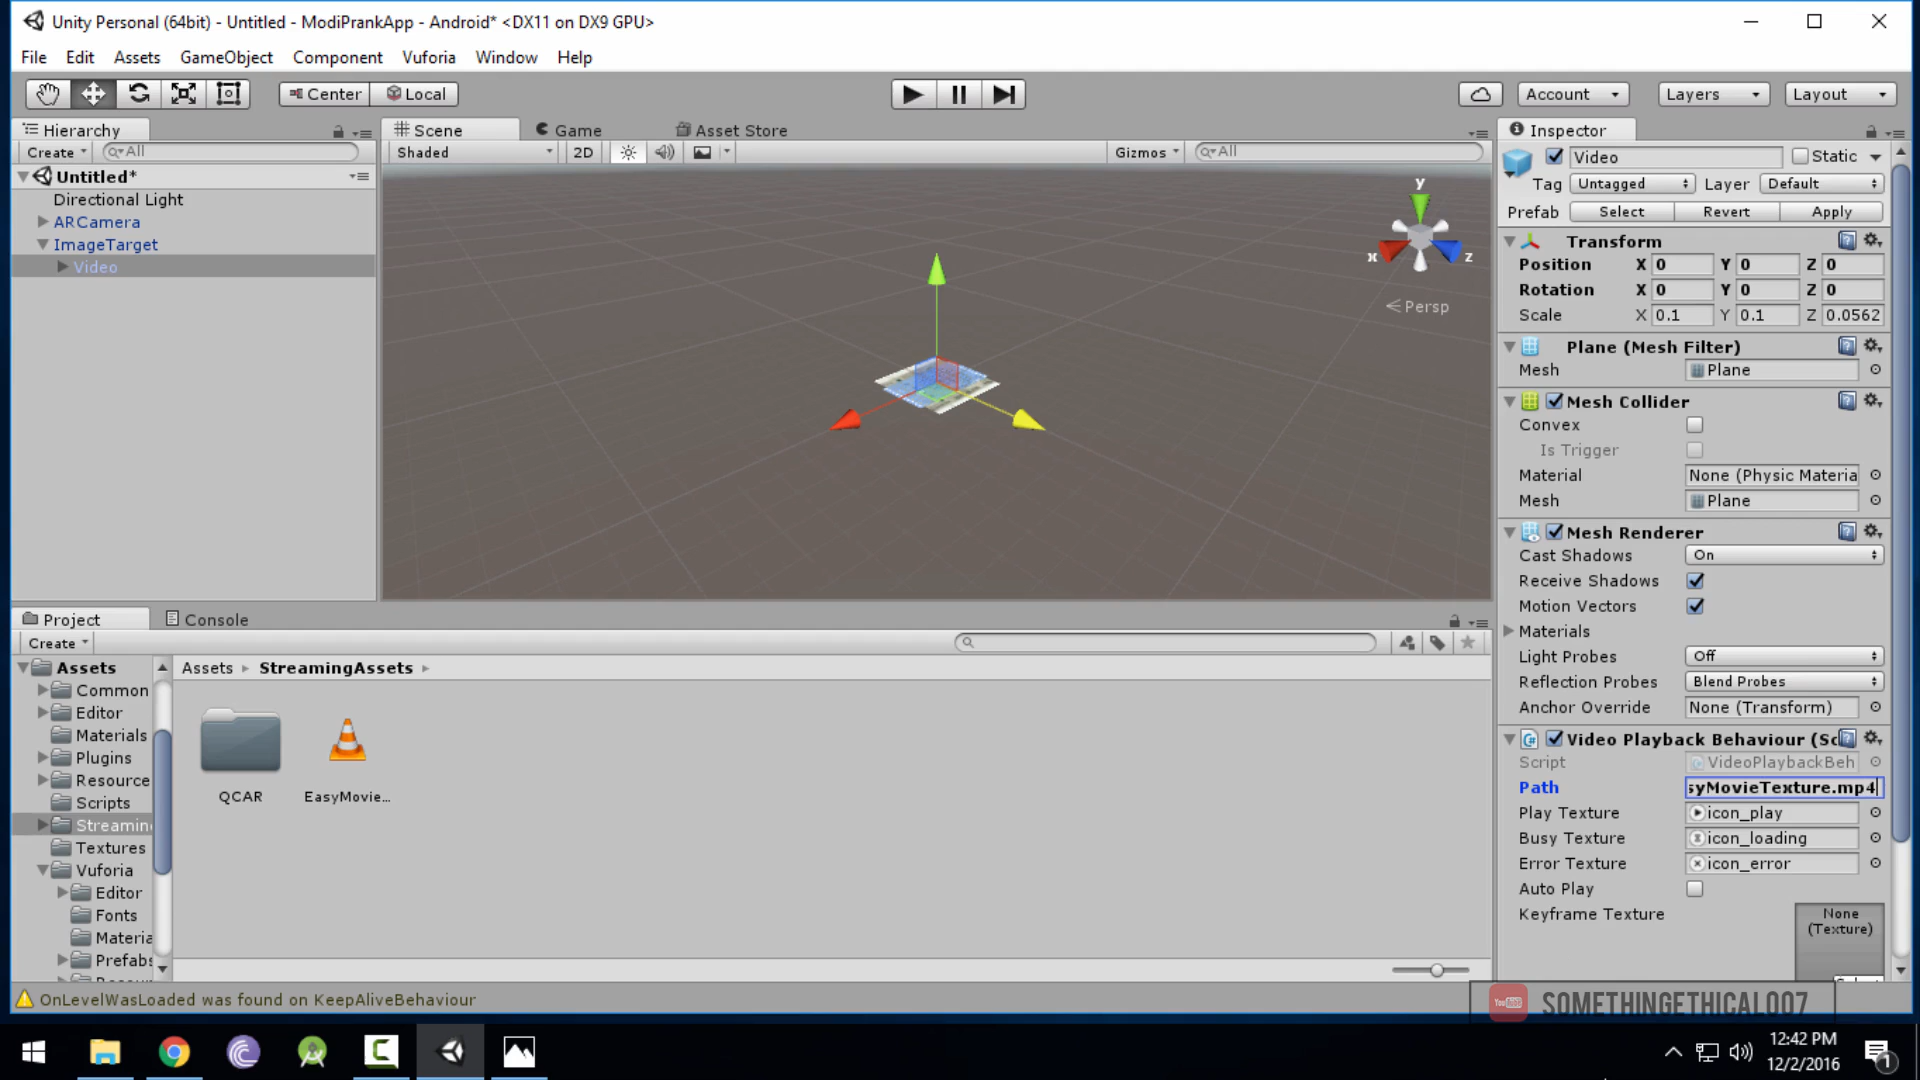 Unity Personal (64bit) - Untitled - ModiPrankApp - Android* <DX11 on DX9 GPU>
File Edit Assets GameObject Component Vuforia Window Help
Center Local Account Layers Layout
Hierarchy
Create All
Untitled*
Directional Light
ARCamera
ImageTarget
Video
Scene Game Asset Store
Shaded 2D Gizmos All
y
x z
Persp
Inspector
Video Static
Tag Untagged Layer Default
Prefab Select Revert Apply
Transform
Position X 0 Y 0 Z 0
Rotation X 0 Y 0 Z 0
Scale X 0.1 Y 0.1 Z 0.0562
Plane (Mesh Filter)
Mesh Plane
Mesh Collider
Convex
Is Trigger
Material None (Physic Materia
Mesh Plane
Mesh Renderer
Cast Shadows On
Receive Shadows
Motion Vectors
Materials
Light Probes Off
Reflection Probes Blend Probes
Anchor Override None (Transform)
Video Playback Behaviour (Sc
Script VideoPlaybackBeh
Path syMovieTexture.mp4
Play Texture icon_play
Busy Texture icon_loading
Error Texture icon_error
Auto Play
Keyframe Texture None
(Texture)
Project Console
Create
Assets
Common
Editor
Materials
Plugins
Resource
Scripts
Streamin
Textures
Vuforia
Editor
Fonts
Materia
Prefabs
Assets StreamingAssets
QCAR EasyMovie...
OnLevelWasLoaded was found on KeepAliveBehaviour
SOMETHINGETHICAL007
12:42 PM
12/2/2016
1